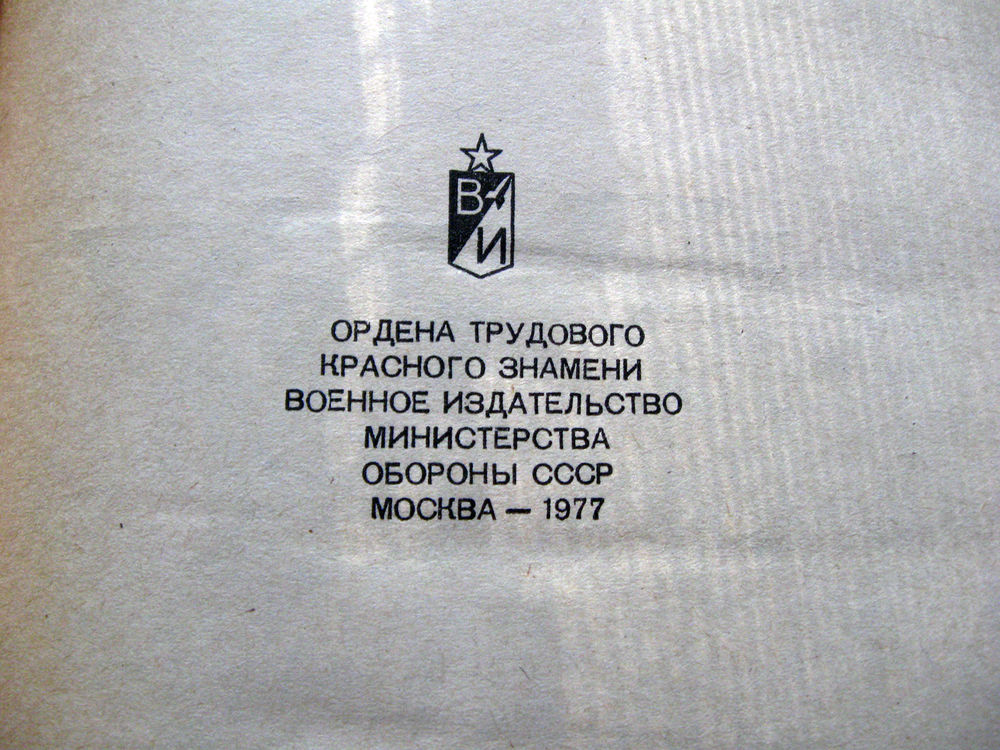 В
И
ОРДЕНА ТРУДОВОГО
КРАСНОГО ЗНАМЕНИ
ВОЕННОЕ ИЗДАТЕЛЬСТВО
МИНИСТЕРСТВА
ОБОРОНЫ СССР
МОСКВА — 1977